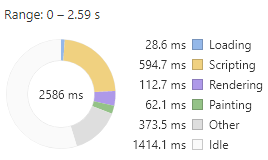 Range: 0 – 2.59 s
28.6 ms Loading
594.7 ms Scripting
112.7 ms Rendering
2586 ms
62.1 ms Painting
373.5 ms Other
1414.1 ms Idle